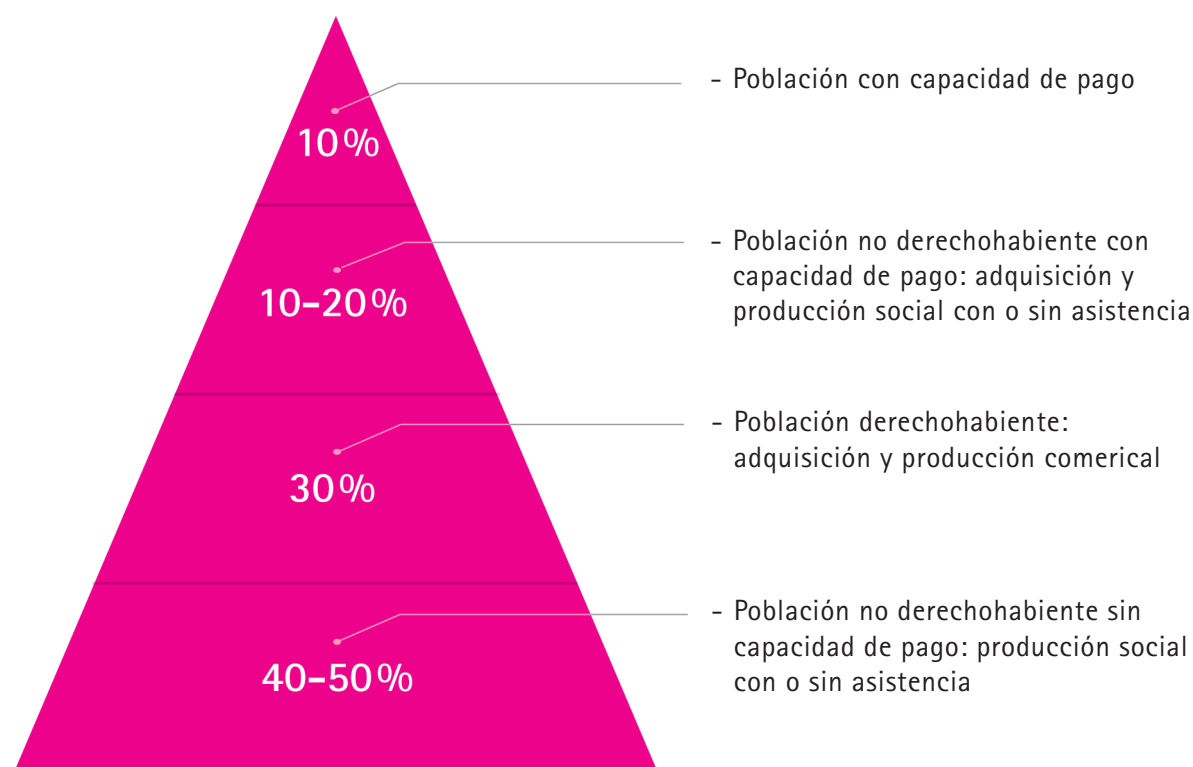 - Población con capacidad de pago
10%
- Población no derechohabiente con
capacidad de pago: adquisición y
producción social con o sin asistencia
10-20%
- Población derechohabiente:
adquisición y producción comerical
30%
- Población no derechohabiente sin
capacidad de pago: producción social
con o sin asistencia
40-50%